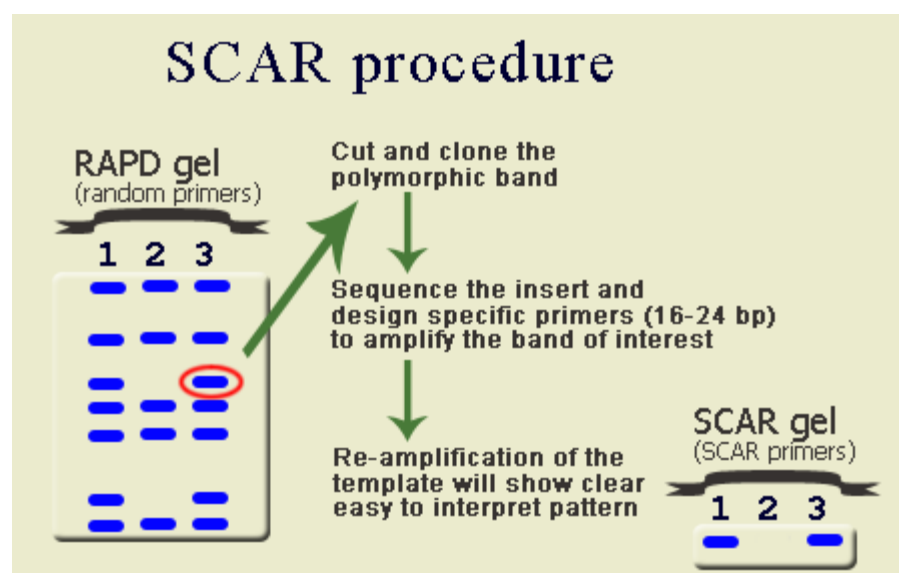 SCAR procedure
RAPD gel
(random primers)
1 2 3
Cut and clone the
polymorphic band
Sequence the insert and
design specific primers (16-24 bp)
to amplify the band of interest
Re-amplification of the
template will show clear
easy to interpret pattern
SCAR gel
(SCAR primers)
1 2 3